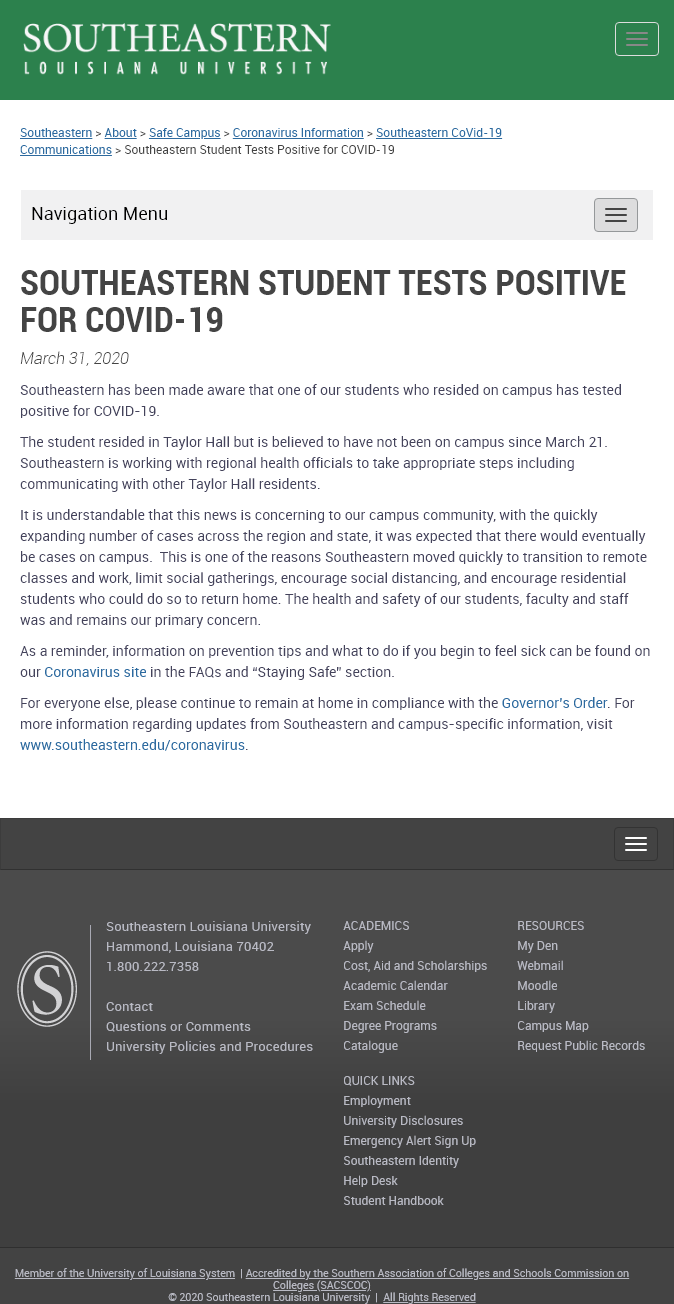 SOUTHEASTERN
LOUISIANA UNIVERSITY
Southeastern > About > Safe Campus > Coronavirus Information > Southeastern CoVid-19
Communications > Southeastern Student Tests Positive for COVID-19
Navigation Menu
SOUTHEASTERN STUDENT TESTS POSITIVE
FOR COVID-19
March 31, 2020
Southeastern has been made aware that one of our students who resided on campus has tested
positive for COVID-19.
The student resided in Taylor Hall but is believed to have not been on campus since March 21.
Southeastern is working with regional health officials to take appropriate steps including
communicating with other Taylor Hall residents.
It is understandable that this news is concerning to our campus community, with the quickly
expanding number of cases across the region and state, it was expected that there would eventually
be cases on campus.  This is one of the reasons Southeastern moved quickly to transition to remote
classes and work, limit social gatherings, encourage social distancing, and encourage residential
students who could do so to return home. The health and safety of our students, faculty and staff
was and remains our primary concern.
As a reminder, information on prevention tips and what to do if you begin to feel sick can be found on
our Coronavirus site in the FAQs and “Staying Safe” section.
For everyone else, please continue to remain at home in compliance with the Governor's Order. For
more information regarding updates from Southeastern and campus-specific information, visit
www.southeastern.edu/coronavirus.
S
Southeastern Louisiana University
Hammond, Louisiana 70402
1.800.222.7358
Contact
Questions or Comments
University Policies and Procedures
ACADEMICS
Apply
Cost, Aid and Scholarships
Academic Calendar
Exam Schedule
Degree Programs
Catalogue
QUICK LINKS
Employment
University Disclosures
Emergency Alert Sign Up
Southeastern Identity
Help Desk
Student Handbook
RESOURCES
My Den
Webmail
Moodle
Library
Campus Map
Request Public Records
Member of the University of Louisiana System | Accredited by the Southern Association of Colleges and Schools Commission on
Colleges (SACSCOC)
© 2020 Southeastern Louisiana University | All Rights Reserved